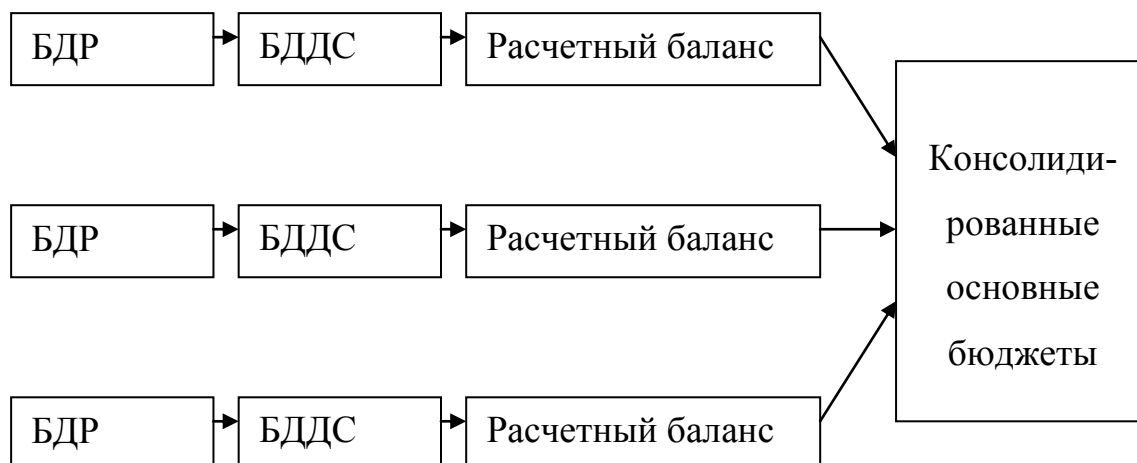 БДР
БДДС
Расчетный баланс
БДР
БДДС
Расчетный баланс
БДР
БДДС
Расчетный баланс
Консолиди-
рованные
основные
бюджеты